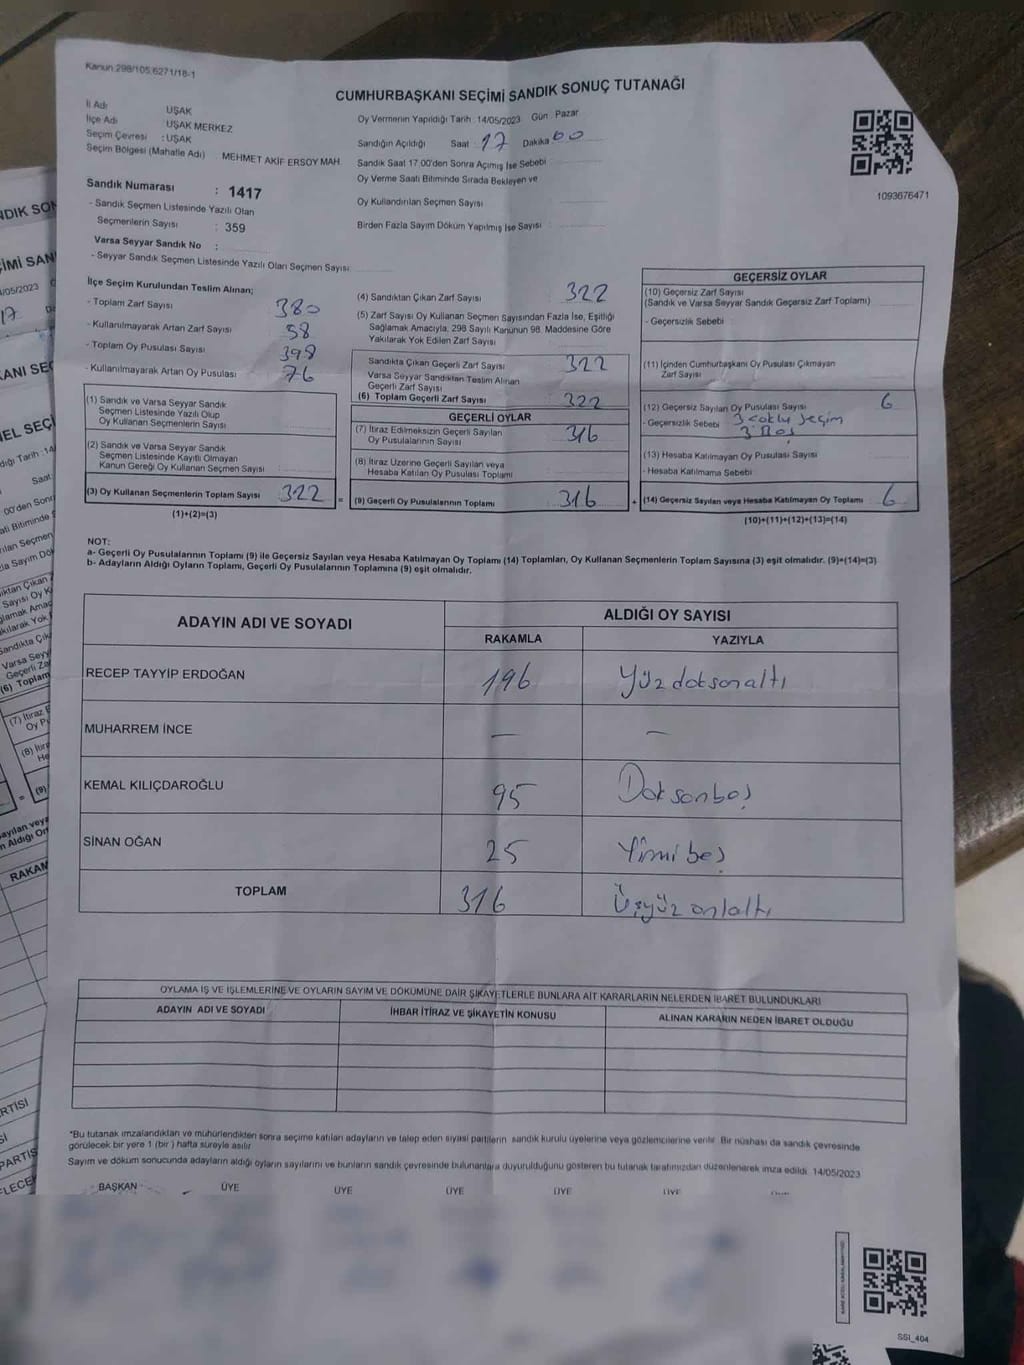 Kanun:298/105;6271/18-1
CUMHURBAŞKANI SEÇİMİ SANDIK SONUÇ TUTANAĞI
İl Adı UŞAK
İlçe Adı UŞAK MERKEZ
Seçim Çevresi : UŞAK
Seçim Bölgesi (Mahalle Adı) : MEHMET AKİF ERSOY MAH.
Sandık Numarası : 1417
- Sandık Seçmen Listesinde Yazılı Olan
Seçmenlerin Sayısı : 359
Varsa Seyyar Sandık No :
- Seyyar Sandık Seçmen Listesinde Yazılı Olan Seçmen Sayısı:
Oy Vermenin Yapıldığı Tarih : 14/05/2023 Gün : Pazar
Sandığın Açıldığı Saat : 17 Dakika 00
Sandık Saat 17.00'den Sonra Açılmış İse Sebebi
Oy Verme Saati Bitiminde Sırada Bekleyen ve
Oy Kullandırılan Seçmen Sayısı
Birden Fazla Sayım Döküm Yapılmış İse Sayısı :
1093676471
İlçe Seçim Kurulundan Teslim Alınan;
- Toplam Zarf Sayısı 380
- Kullanılmayarak Artan Zarf Sayısı 58
- Toplam Oy Pusulası Sayısı 398
- Kullanılmayarak Artan Oy Pusulası 76
(1) Sandık ve Varsa Seyyar Sandık
Seçmen Listesinde Yazılı Olup
Oy Kullanan Seçmenlerin Sayısı
(2) Sandık ve Varsa Seyyar Sandık
Seçmen Listesinde Kayıtlı Olmayan
Kanun Gereği Oy Kullanan Seçmen Sayısı
(3) Oy Kullanan Seçmenlerin Toplam Sayısı 322
(1)+(2)=(3)
(4) Sandıktan Çıkan Zarf Sayısı 322
(5) Zarf Sayısı Oy Kullanan Seçmen Sayısından Fazla İse, Eşitliği
Sağlamak Amacıyla, 298 Sayılı Kanunun 98. Maddesine Göre
Yakılarak Yok Edilen Zarf Sayısı
Sandıkta Çıkan Geçerli Zarf Sayısı 322
Varsa Seyyar Sandıktan Teslim Alınan
Geçerli Zarf Sayısı
(6) Toplam Geçerli Zarf Sayısı 322
GEÇERLİ OYLAR
(7) İtiraz Edilmeksizin Geçerli Sayılan
Oy Pusulalarının Sayısı 316
(8) İtiraz Üzerine Geçerli Sayılan veya
Hesaba Katılan Oy Pusulası Toplamı
= (9) Geçerli Oy Pusulalarının Toplamı 316
GEÇERSİZ OYLAR
(10) Geçersiz Zarf Sayısı
(Sandık ve Varsa Seyyar Sandık Geçersiz Zarf Toplamı)
- Geçersizlik Sebebi
(11) İçinden Cumhurbaşkanı Oy Pusulası Çıkmayan
Zarf Sayısı
(12) Geçersiz Sayılan Oy Pusulası Sayısı 6
- Geçersizlik Sebebi 3 çoklu seçim
3 Boş
(13) Hesaba Katılmayan Oy Pusulası Sayısı
- Hesaba Katılmama Sebebi
+ (14) Geçersiz Sayılan veya Hesaba Katılmayan Oy Toplamı 6
(10)+(11)+(12)+(13)=(14)
NOT:
a- Geçerli Oy Pusulalarının Toplamı (9) ile Geçersiz Sayılan veya Hesaba Katılmayan Oy Toplamı (14) Toplamları, Oy Kullanan Seçmenlerin Toplam Sayısına (3) eşit olmalıdır. (9)+(14)=(3)
b- Adayların Aldığı Oyların Toplamı, Geçerli Oy Pusulalarının Toplamına (9) eşit olmalıdır.
ADAYIN ADI VE SOYADI ALDIĞI OY SAYISI
RAKAMLA YAZIYLA
RECEP TAYYİP ERDOĞAN 196 Yüz doksan altı
MUHARREM İNCE — —
KEMAL KILIÇDAROĞLU 95 Doksanbeş
SİNAN OĞAN 25 Yirmi beş
TOPLAM 316 Üçyüz onaltı
OYLAMA İŞ VE İŞLEMLERİNE VE OYLARIN SAYIM VE DÖKÜMÜNE DAİR ŞİKAYETLERLE BUNLARA AİT KARARLARIN NELERDEN İBARET BULUNDUKLARI
ADAYIN ADI VE SOYADI İHBAR İTİRAZ VE ŞİKAYETİN KONUSU ALINAN KARARIN NEDEN İBARET OLDUĞU
*Bu tutanak imzalandıktan ve mühürlendikten sonra seçime katılan adayların ve talep eden siyasi partilerin sandık kurulu üyelerine veya gözlemcilerine verilir. Bir nüshası da sandık çevresinde
görülecek bir yere 1 (bir ) hafta süreyle asılır.
Sayım ve döküm sonucunda adayların aldığı oyların sayılarını ve bunların sandık çevresinde bulunanlara duyurulduğunu gösteren bu tutanak tarafımızdan düzenlenerek imza edildi. 14/05/2023
BAŞKAN ÜYE ÜYE ÜYE ÜYE ÜYE
SSI_404